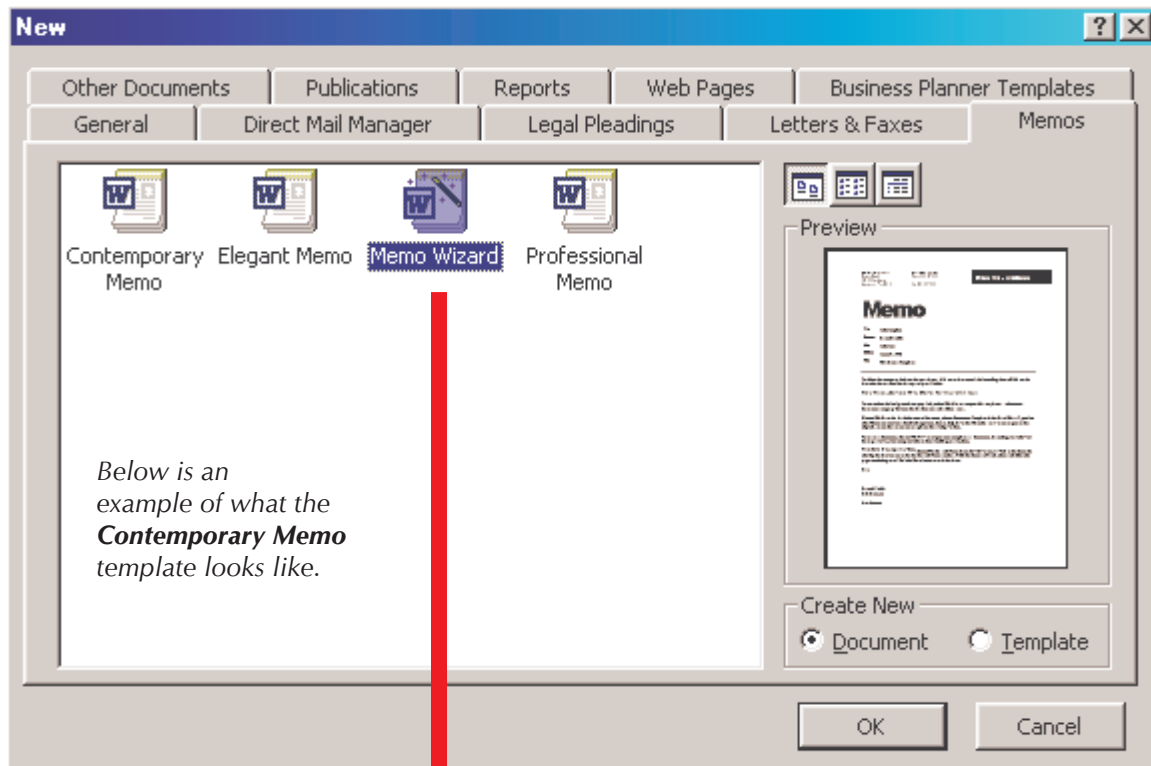 New
Other Documents Publications Reports Web Pages Business Planner Templates
General Direct Mail Manager Legal Pleadings Letters & Faxes Memos
Contemporary Memo
Elegant Memo
Memo Wizard
Professional Memo
Below is an
example of what the
Contemporary Memo
template looks like.
Preview
Memo
Create New
Document Template
OK Cancel